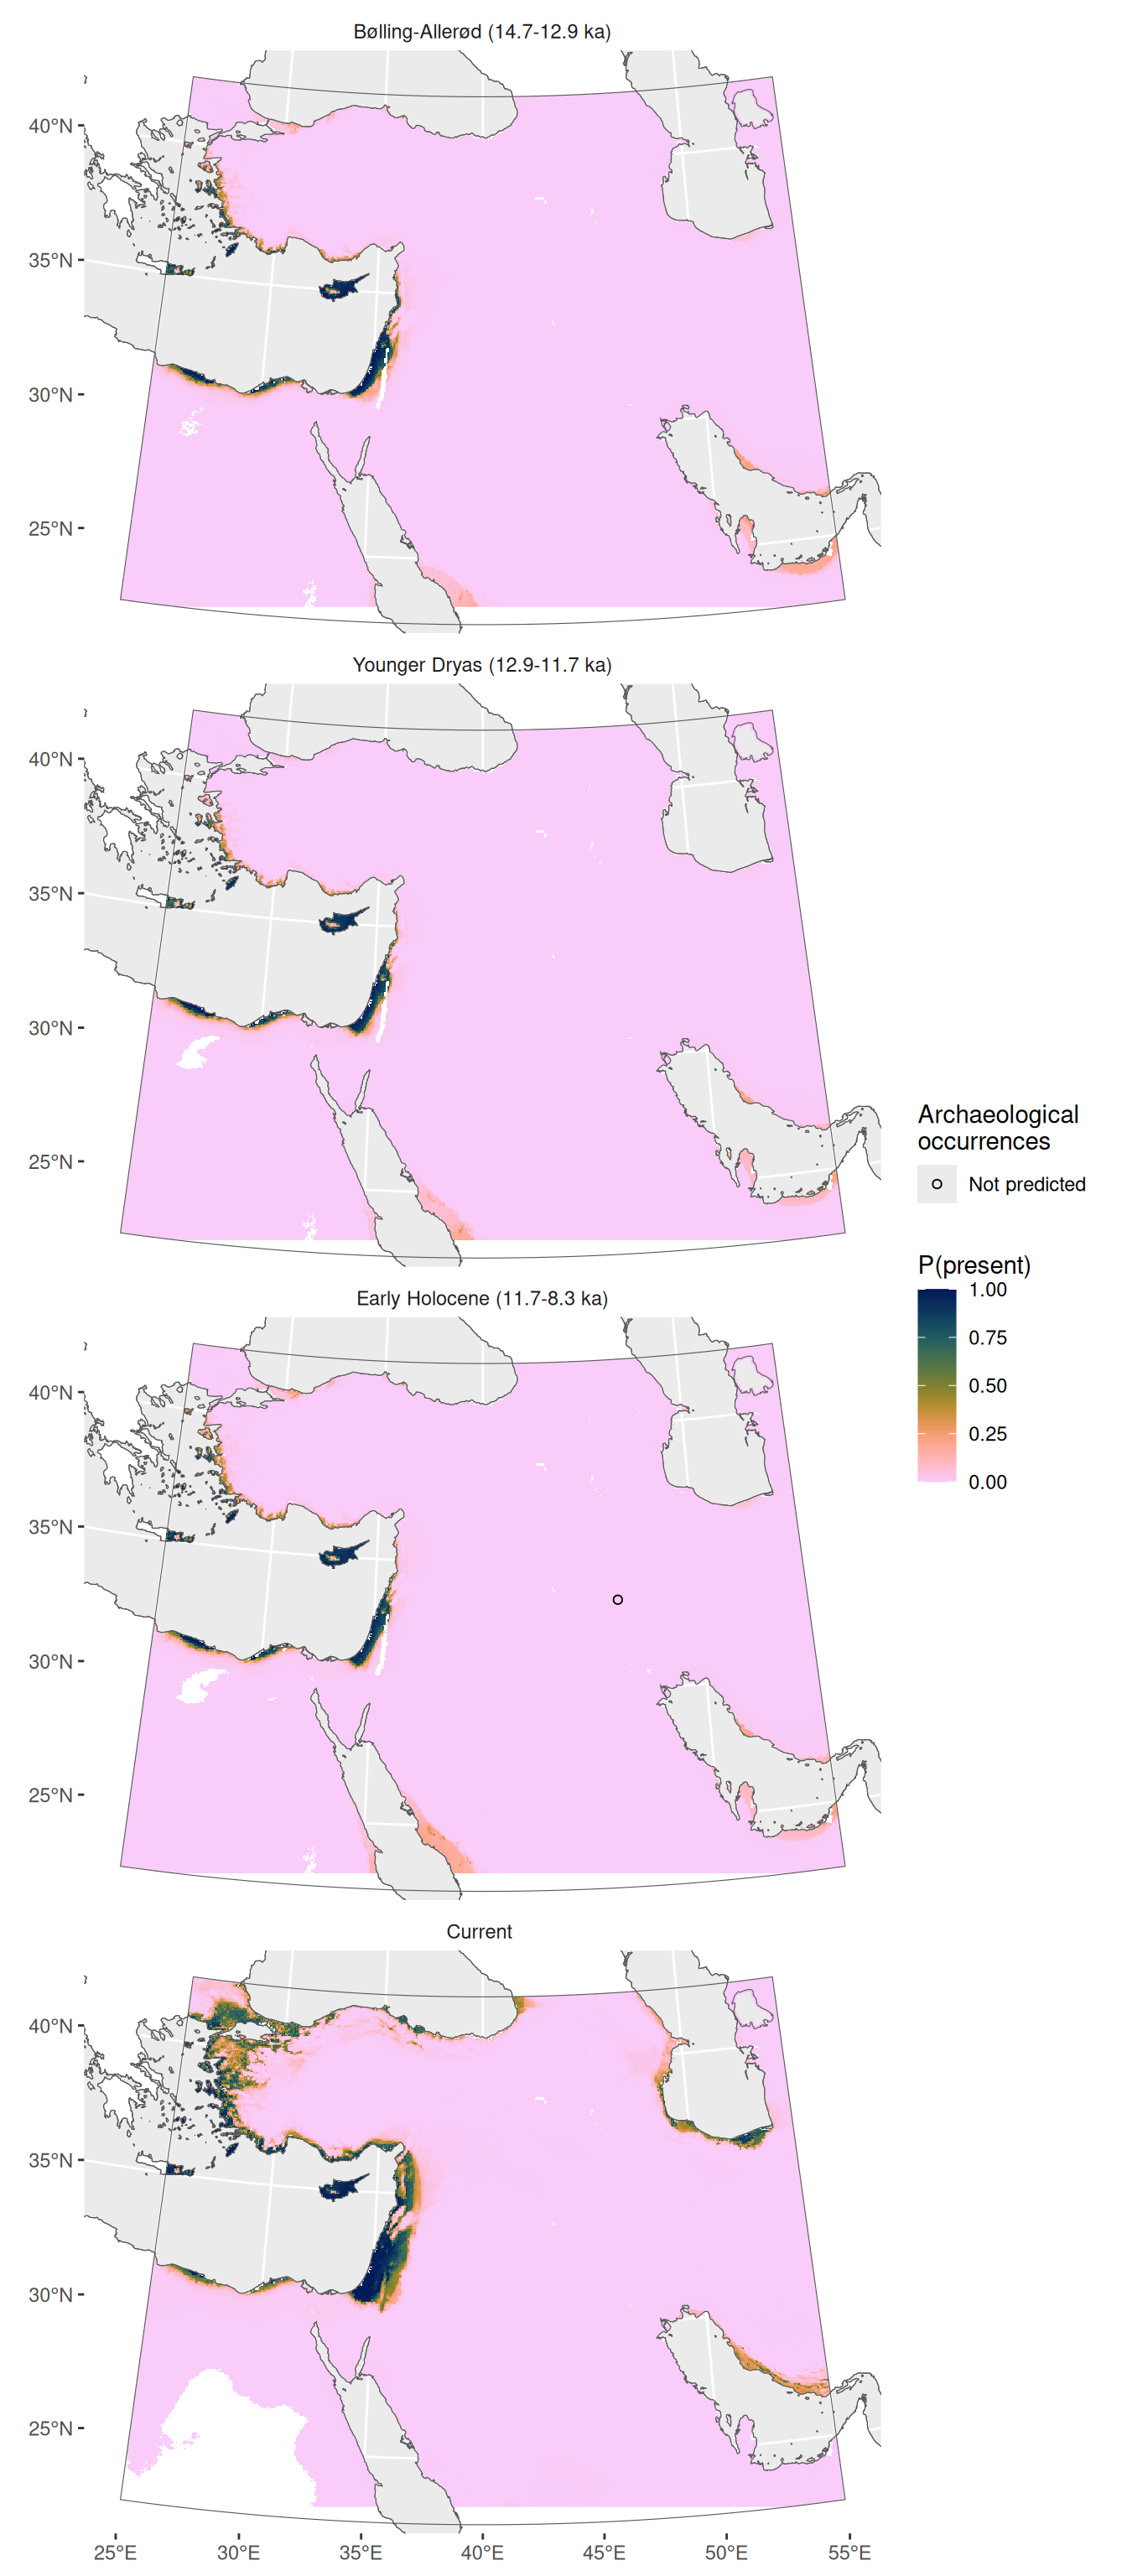 Bølling-Allerød (14.7-12.9 ka)
40°N
35°N
30°N
25°N
Younger Dryas (12.9-11.7 ka)
40°N
35°N
30°N
25°N
Archaeological
occurrences
Not predicted
P(present)
1.00
0.75
0.50
0.25
0.00
Early Holocene (11.7-8.3 ka)
40°N
35°N
30°N
25°N
Current
40°N
35°N
30°N
25°N
25°E 30°E 35°E 40°E 45°E 50°E 55°E